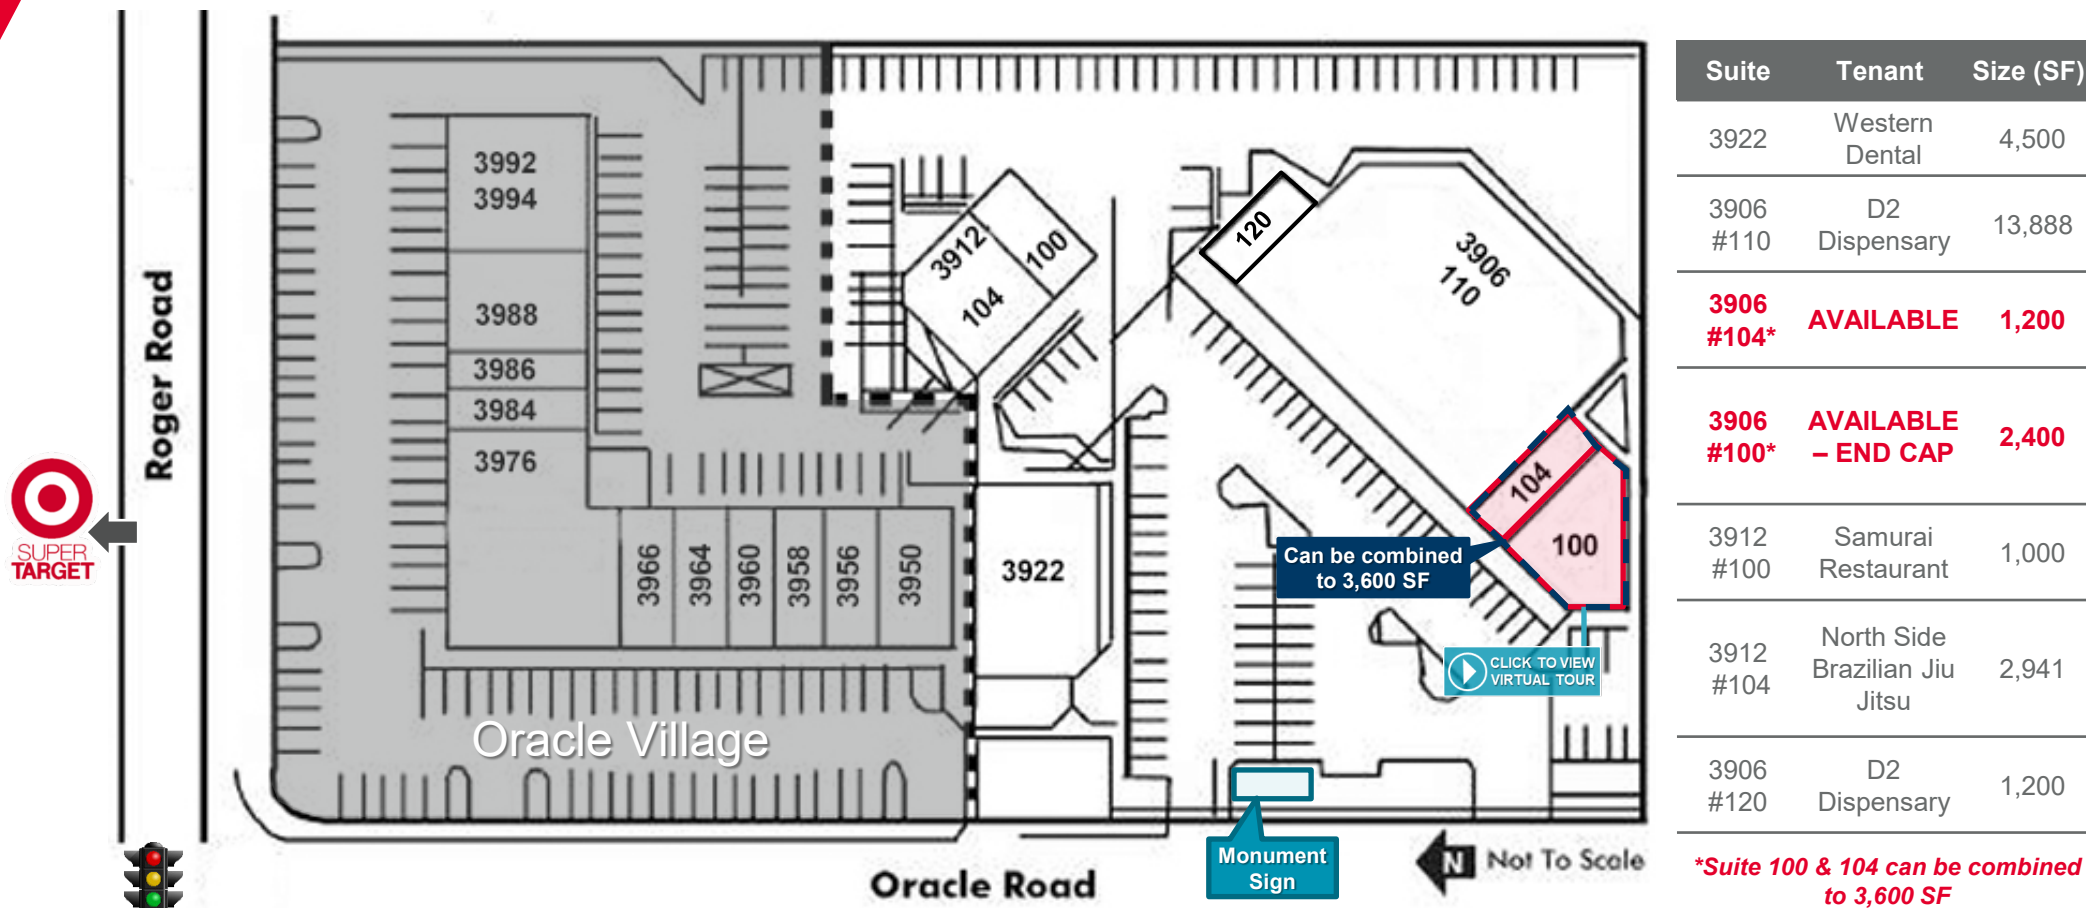 Roger Road
SUPER
TARGET
3992
3994
3988
3986
3984
3976
3966
3964
3960
3958
3956
3950
Oracle Village
3912
100
104
3922
120
3906
110
104
100
Can be combined
to 3,600 SF
CLICK TO VIEW
VIRTUAL TOUR
Monument
Sign
Oracle Road
N
Not To Scale
Suite Tenant Size (SF)
3922 Western Dental 4,500
3906 #110 D2 Dispensary 13,888
3906 #104* AVAILABLE 1,200
3906 #100* AVAILABLE – END CAP 2,400
3912 #100 Samurai Restaurant 1,000
3912 #104 North Side Brazilian Jiu Jitsu 2,941
3906 #120 D2 Dispensary 1,200
*Suite 100 & 104 can be combined
to 3,600 SF